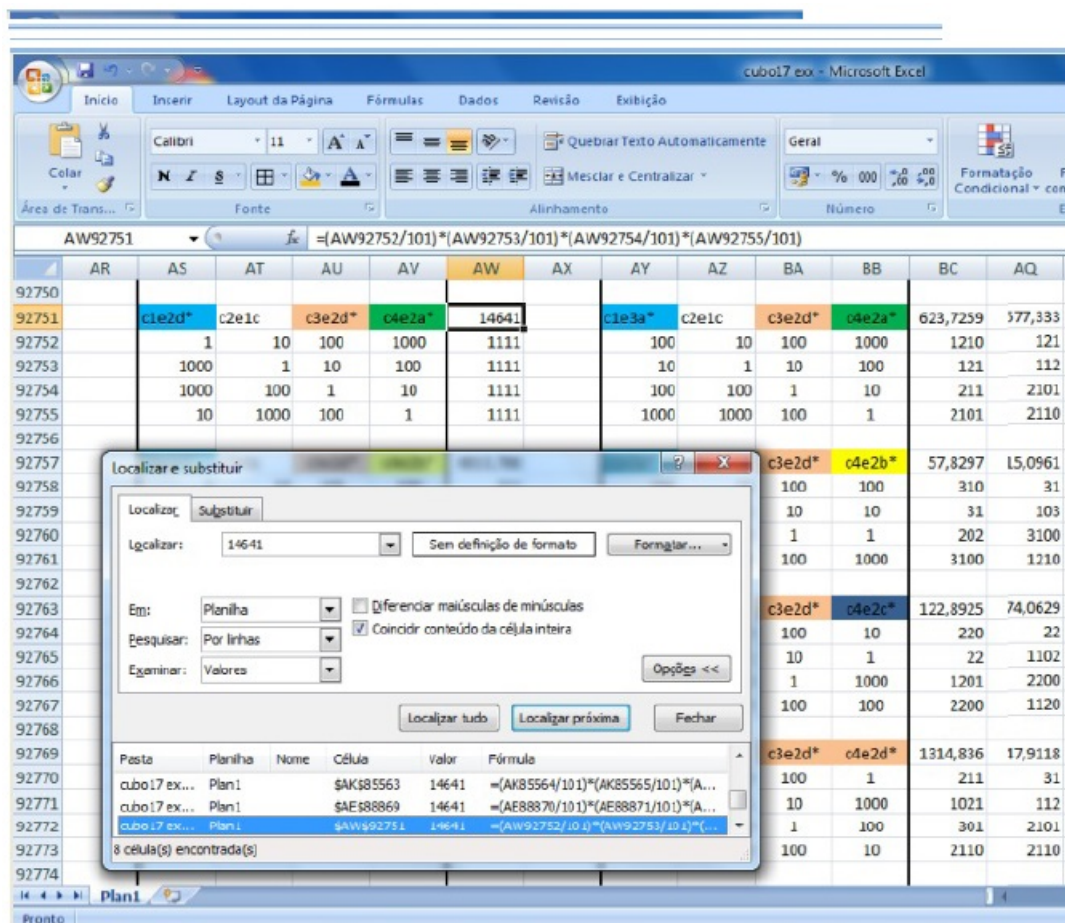 cubo17 exx - Microsoft Excel
Início Inserir Layout da Página Fórmulas Dados Revisão Exibição
Colar
Calibri 11 A A
N I S A
Quebrar Texto Automaticamente
Mesclar e Centralizar
Geral
% 000
Formatação
Condicional
Área de Trans... Fonte Alinhamento Número
AW92751 fx =(AW92752/101)*(AW92753/101)*(AW92754/101)*(AW92755/101)
AR AS AT AU AV AW AX AY AZ BA BB BC AQ
92750
92751 c1e2d* c2e1c c3e2d* c4e2a* 14641 c1e3a* c2e1c c3e2d* c4e2a* 623,7259 577,333
92752 1 10 100 1000 1111 100 10 100 1000 1210 121
92753 1000 1 10 100 1111 10 1 10 100 121 112
92754 1000 100 1 10 1111 100 100 1 10 211 2101
92755 10 1000 100 1 1111 1000 1000 100 1 2101 2110
92756
92757 c3e2d* c4e2b* 57,8297 15,0961
92758 100 100 310 31
92759 10 10 31 103
92760 1 1 202 3100
92761 100 1000 3100 1210
92762
92763 c3e2d* c4e2c* 122,8925 74,0629
92764 100 10 220 22
92765 10 1 22 1102
92766 1 1000 1201 2200
92767 100 100 2200 1120
92768
92769 c3e2d* c4e2d* 1314,836 17,9118
92770 100 1 211 31
92771 10 1000 1021 112
92772 1 100 301 2101
92773 100 10 2110 2110
92774
Localizar e substituir
Localizar Substituir
Localizar: 14641 Sem definição de formato Formatar...
Em: Planilha Diferenciar maiúsculas de minúsculas
Pesquisar: Por linhas Coincidir conteúdo da célula inteira
Examinar: Valores Opções <<
Localizar tudo Localizar próxima Fechar
Pasta Planilha Nome Célula Valor Fórmula
cubo17 ex... Plan1 $AK$85563 14641 =(AK85564/101)*(AK85565/101)*(A...
cubo17 ex... Plan1 $AE$88869 14641 =(AE88870/101)*(AE88871/101)*(A...
cubo17 ex... Plan1 $AW$92751 14641 =(AW92752/101)*(AW92753/101)*(...
8 célula(s) encontrada(s)
Plan1
Pronto